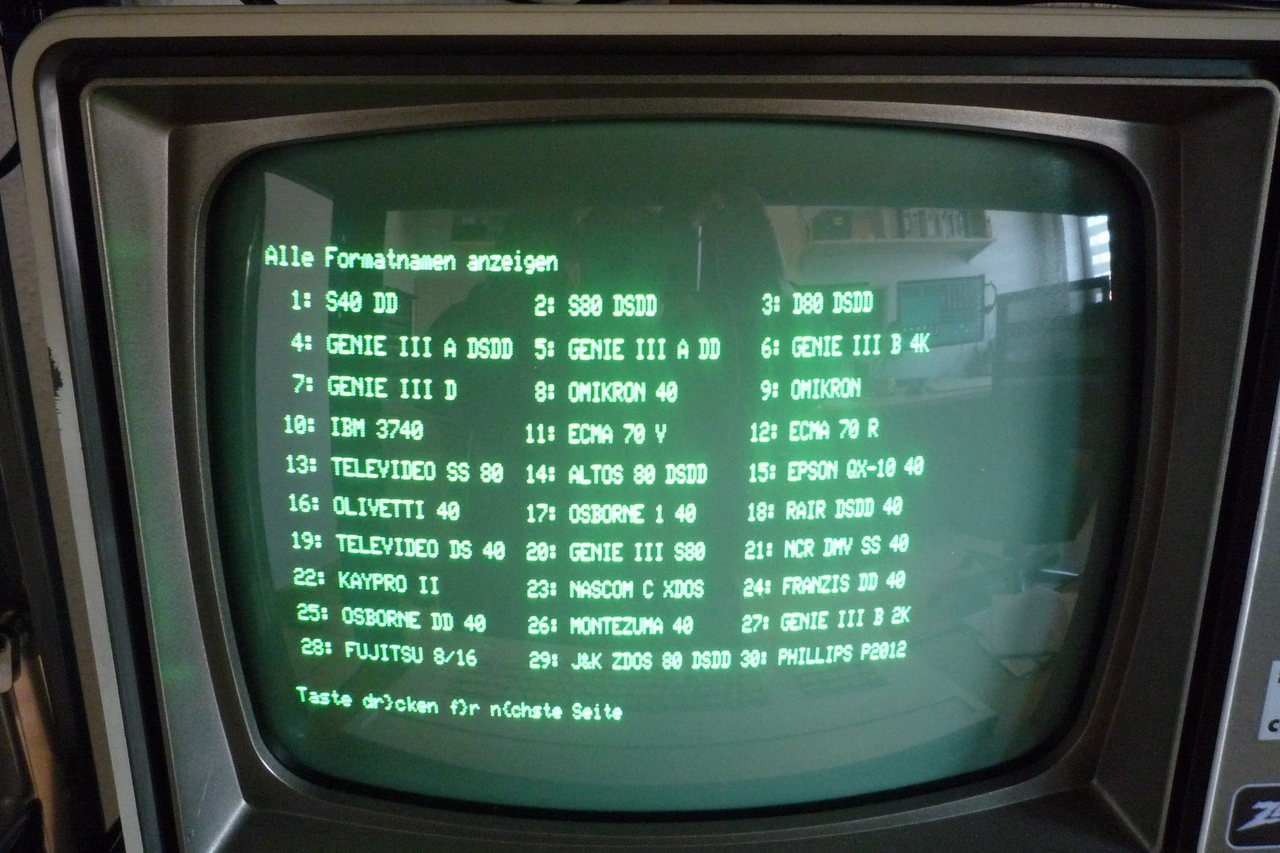 Alle Formatnamen anzeigen
1: S40 DD 2: S80 DSDD 3: D80 DSDD
4: GENIE III A DSDD 5: GENIE III A DD 6: GENIE III B 4K
7: GENIE III D 8: OMIKRON 40 9: OMIKRON
10: IBM 3740 11: ECMA 70 V 12: ECMA 70 R
13: TELEVIDEO SS 80 14: ALTOS 80 DSDD 15: EPSON QX-10 40
16: OLIVETTI 40 17: OSBORNE 1 40 18: RAIR DSDD 40
19: TELEVIDEO DS 40 20: GENIE III S80 21: NCR DMV SS 40
22: KAYPRO II 23: NASCOM C XDOS 24: FRANZIS DD 40
25: OSBORNE DD 40 26: MONTEZUMA 40 27: GENIE III B 2K
28: FUJITSU 8/16 29: J&K ZDOS 80 DSDD 30: PHILLIPS P2012
Taste dr}cken f}r n{chste Seite